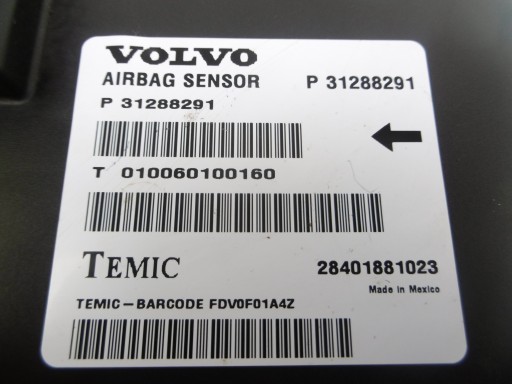 VOLVO
AIRBAG SENSOR P 31288291
P 31288291
T 010060100160
TEMIC 28401881023
Made in Mexico
TEMIC-BARCODE FDV0F01A4Z